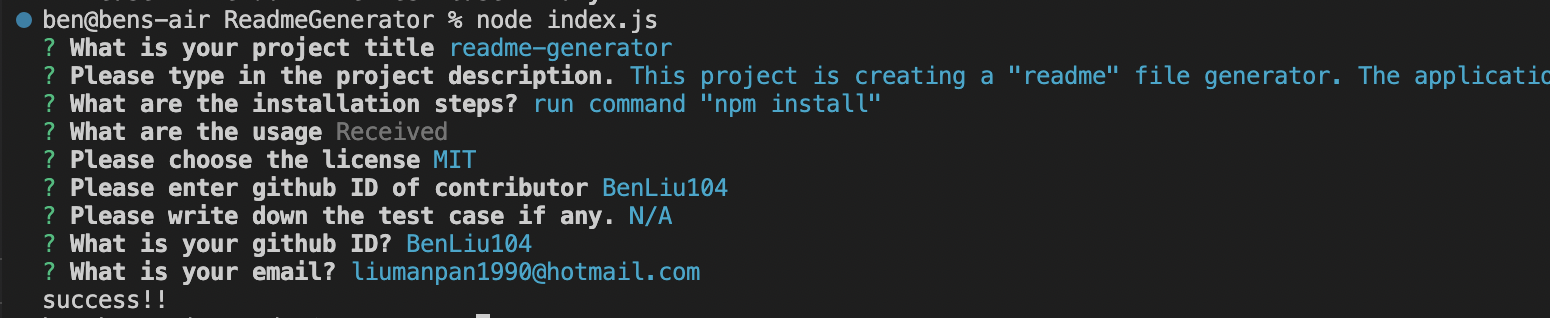 ben@bens-air ReadmeGenerator % node index.js
? What is your project title readme-generator
? Please type in the project description. This project is creating a "readme" file generator. The
? What are the installation steps? run command "npm install"
? What are the usage Received
? Please choose the license MIT
? Please enter github ID of contributor BenLiu104
? Please write down the test case if any. N/A
? What is your github ID? BenLiu104
? What is your email? liumanpan1990@hotmail.com
success!!